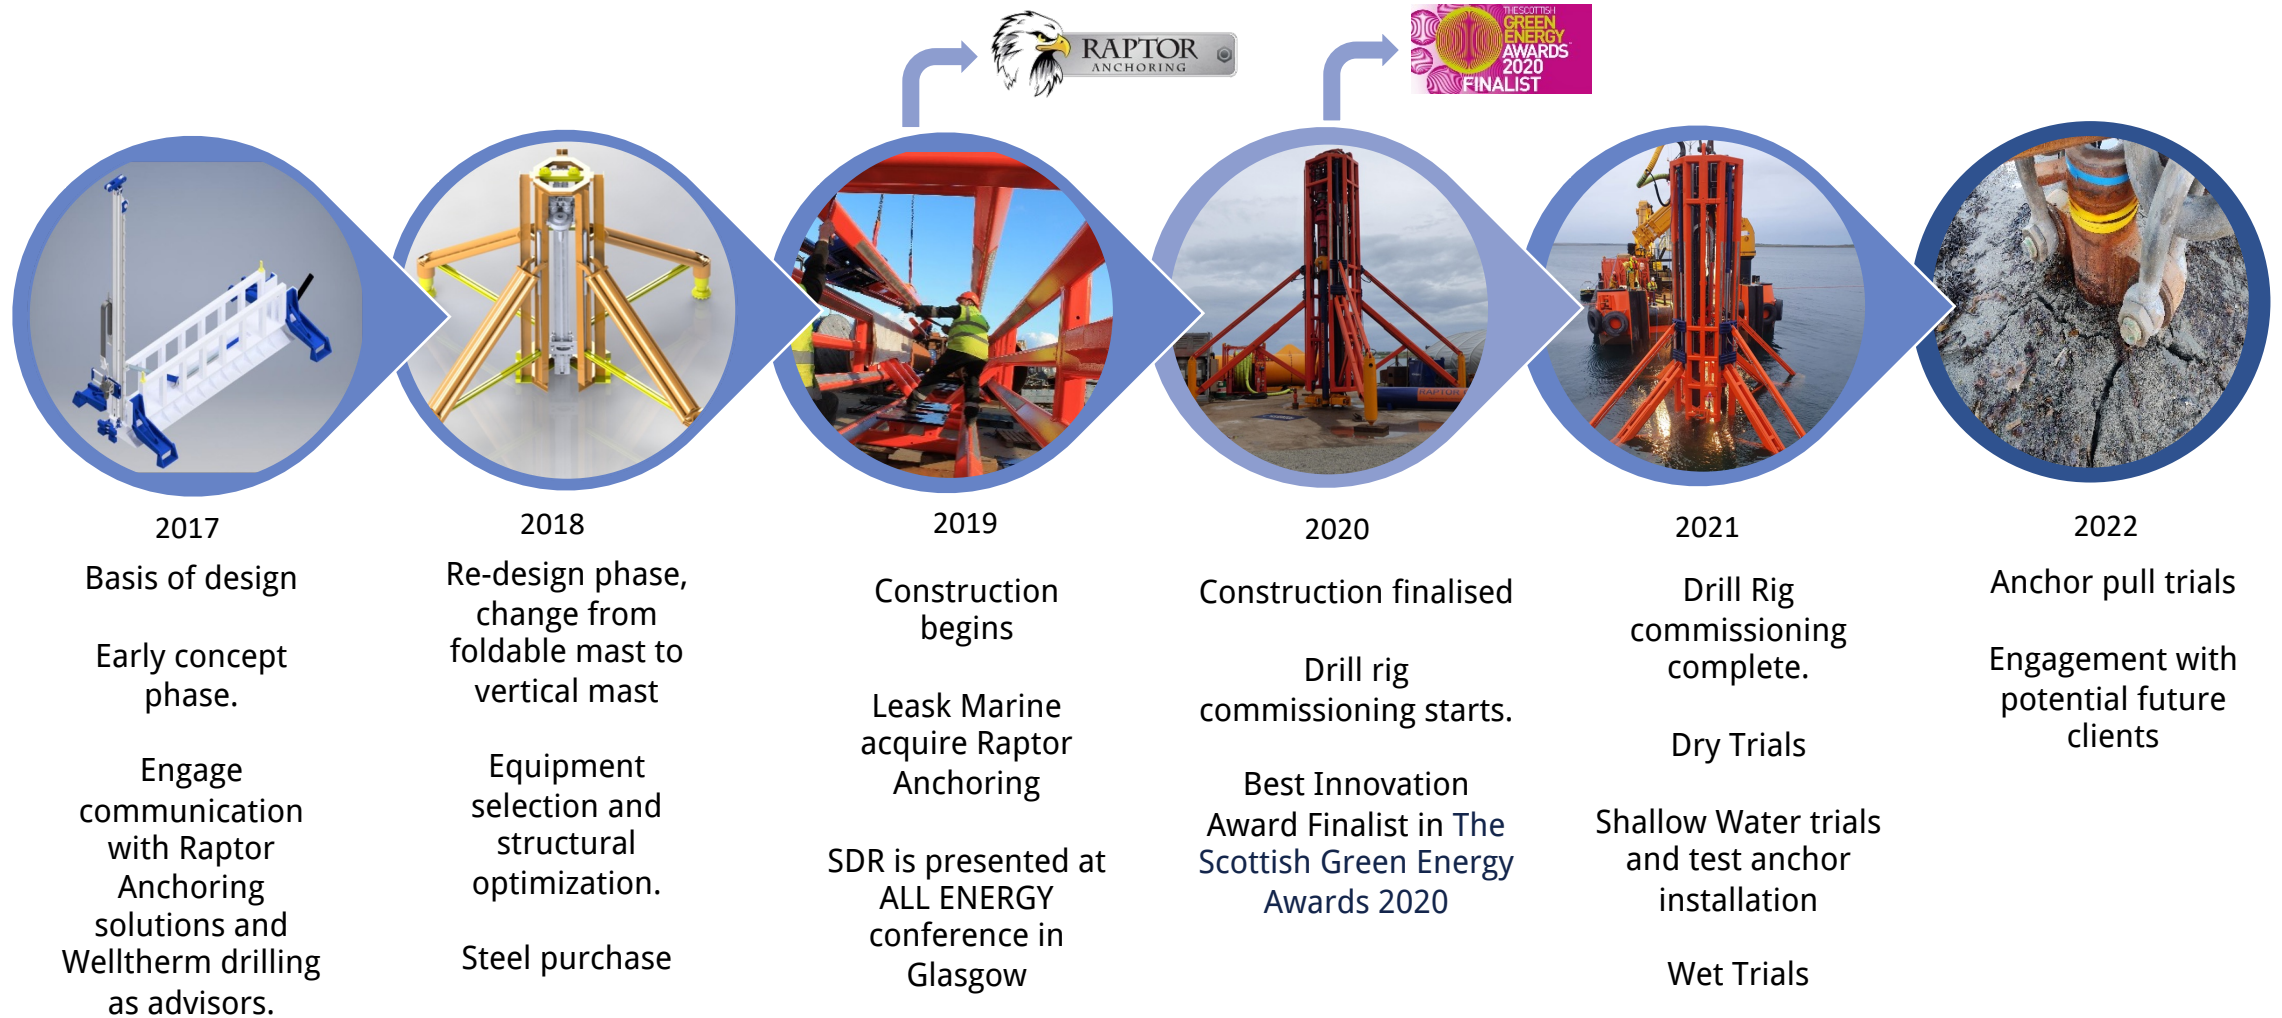 RAPTOR
ANCHORING
THE SCOTTISH
GREEN
ENERGY
AWARDS
2020
FINALIST
2017
Basis of design
Early concept
phase.
Engage
communication
with Raptor
Anchoring
solutions and
Welltherm drilling
as advisors.
2018
Re-design phase,
change from
foldable mast to
vertical mast
Equipment
selection and
structural
optimization.
Steel purchase
2019
Construction
begins
Leask Marine
acquire Raptor
Anchoring
SDR is presented at
ALL ENERGY
conference in
Glasgow
RAPTOR
2020
Construction finalised
Drill rig
commissioning starts.
Best Innovation
Award Finalist in The
Scottish Green Energy
Awards 2020
2021
Drill Rig
commissioning
complete.
Dry Trials
Shallow Water trials
and test anchor
installation
Wet Trials
2022
Anchor pull trials
Engagement with
potential future
clients